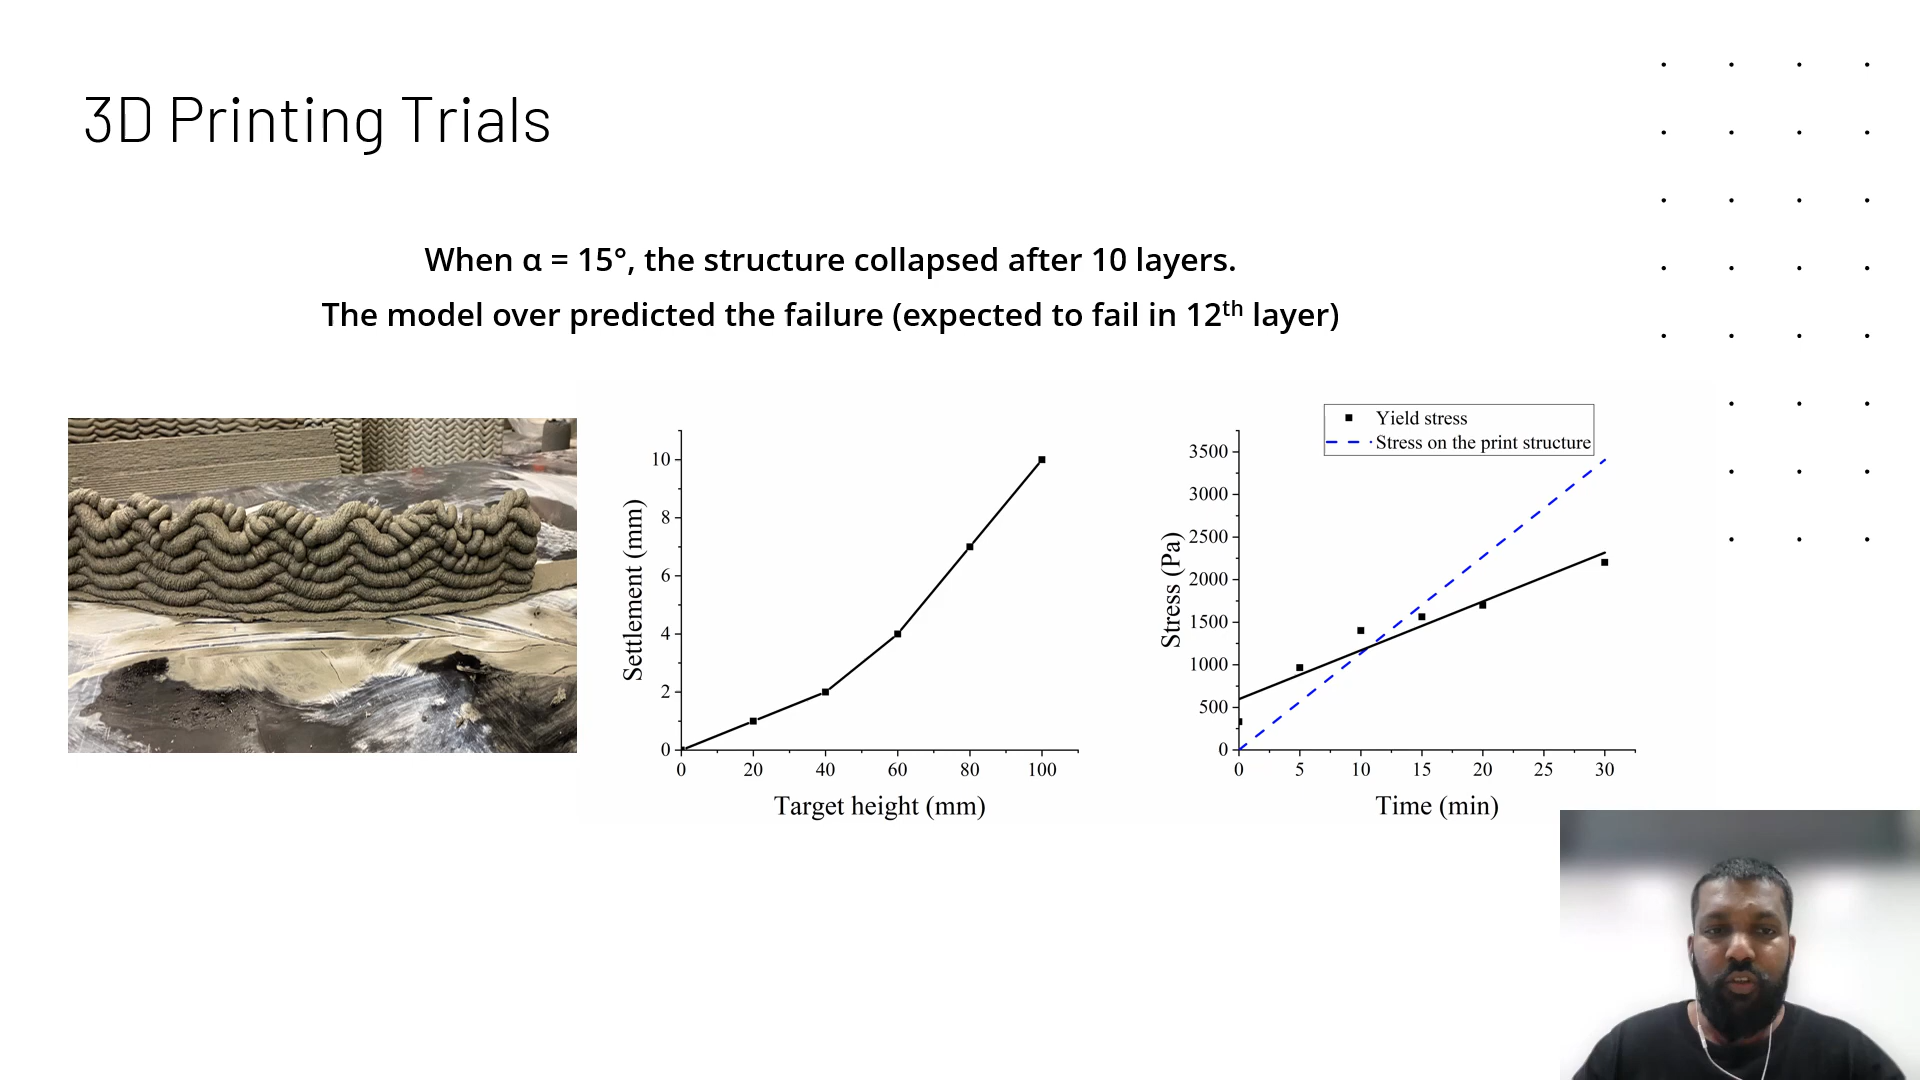 3D Printing Trials
When α = 15°, the structure collapsed after 10 layers.
The model over predicted the failure (expected to fail in 12th layer)
10
8
6
4
2
0
Settlement (mm)
0 20 40 60 80 100
Target height (mm)
Yield stress
Stress on the print structure
3500
3000
2500
2000
1500
1000
500
0
Stress (Pa)
0 5 10 15 20 25 30
Time (min)